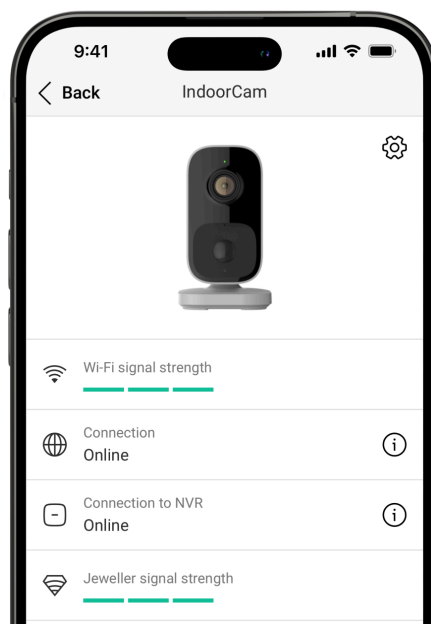 9:41
Back
IndoorCam
Wi-Fi signal strength
Connection
Online
Connection to NVR
Online
Jeweller signal strength